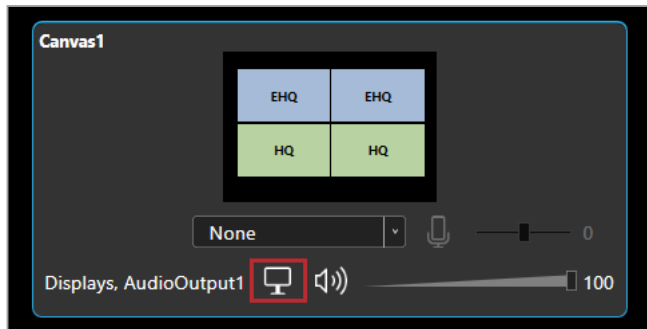 Canvas1
EHQ EHQ
HQ HQ
None
0
Displays, AudioOutput1
100